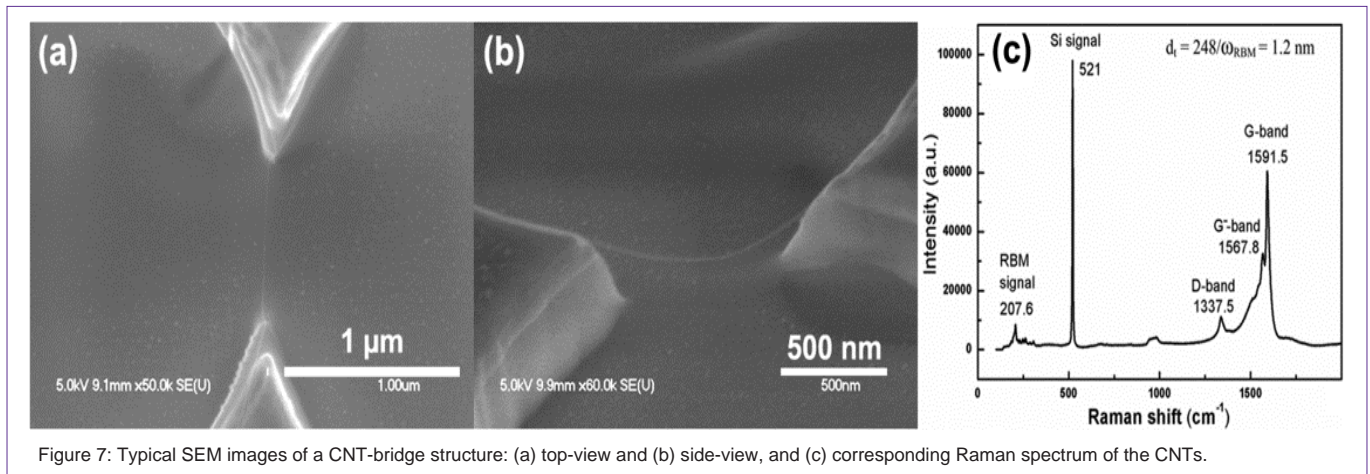 (a)
1 µm
5.0kV 9.1mm x50.0k SE(U)
1.00um
(b)
500 nm
5.0kV 9.9mm x60.0k SE(U)
500nm
(c)
Si signal
521
dt = 248/ωRBM = 1.2 nm
G-band
1591.5
G--band
1567.8
RBM
signal
207.6
D-band
1337.5
100000
80000
60000
40000
20000
0
Intensity (a.u.)
0
500
1000
1500
Raman shift (cm-1)
Figure 7: Typical SEM images of a CNT-bridge structure: (a) top-view and (b) side-view, and (c) corresponding Raman spectrum of the CNTs.